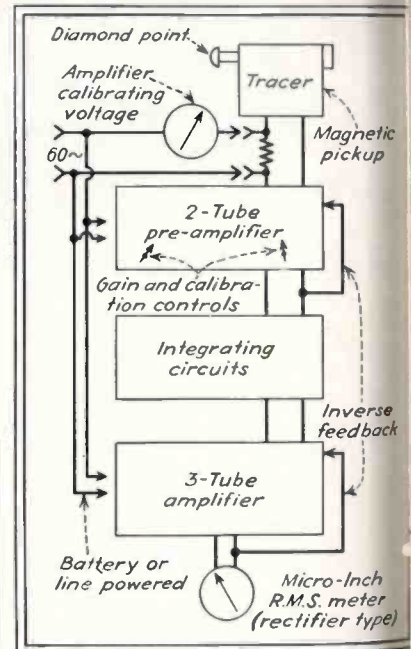 Diamond point
Tracer
Amplifier
calibrating
voltage
Magnetic
pickup
60~
2-Tube
pre-amplifier
Gain and calibra-
tion controls
Integrating
circuits
Inverse
feedback
3-Tube
amplifier
Battery or
line powered
Micro-Inch
R.M.S. meter
(rectifier type)